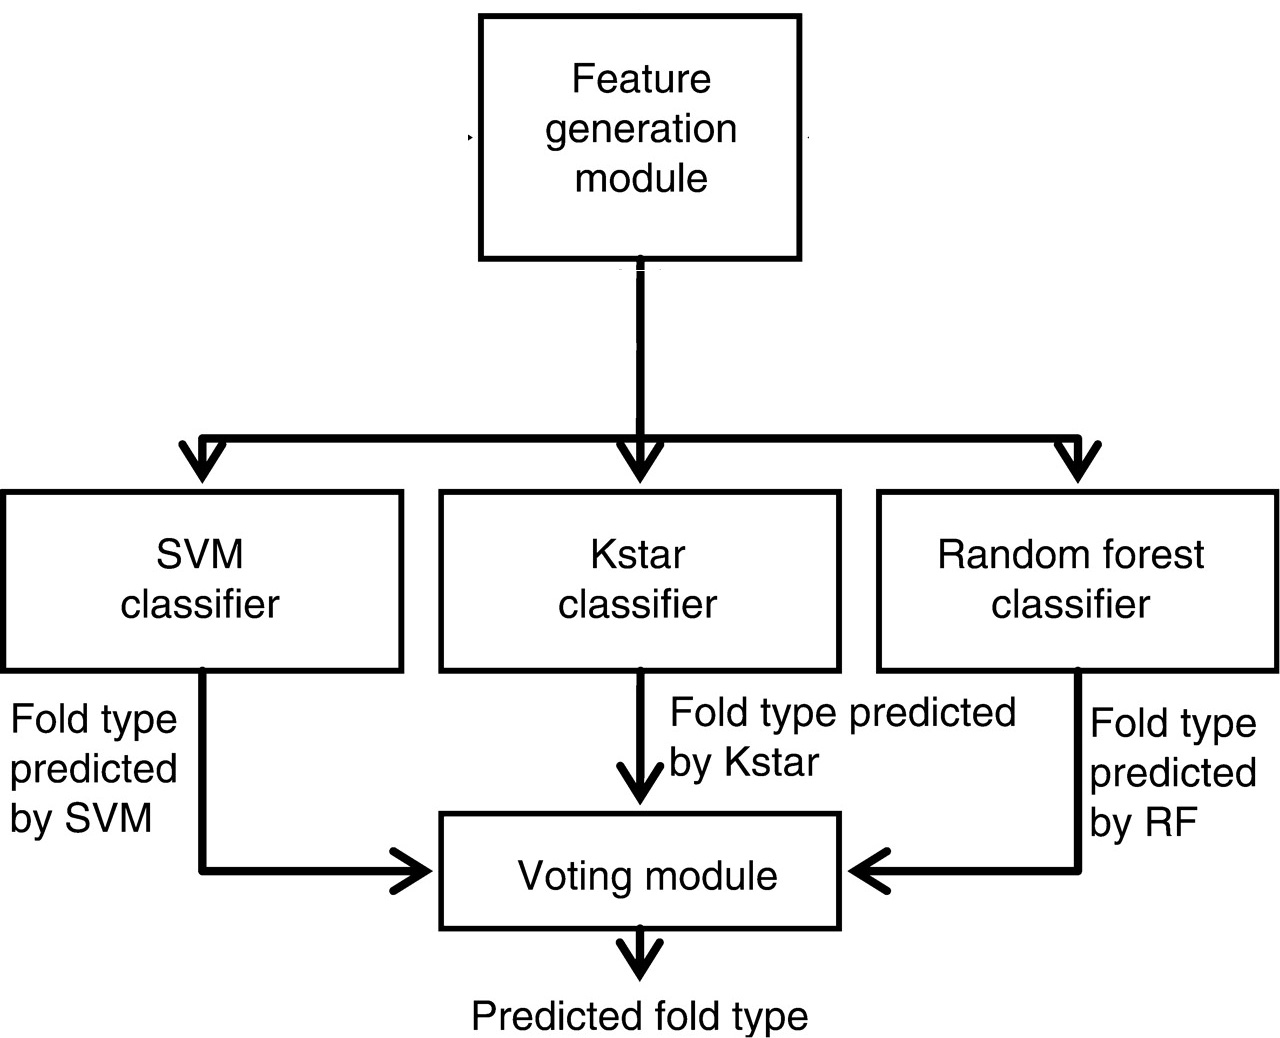 Feature
generation
module
SVM
classifier
Kstar
classifier
Random forest
classifier
Fold type
predicted
by SVM
Fold type predicted
by Kstar
Fold type
predicted
by RF
Voting module
Predicted fold type